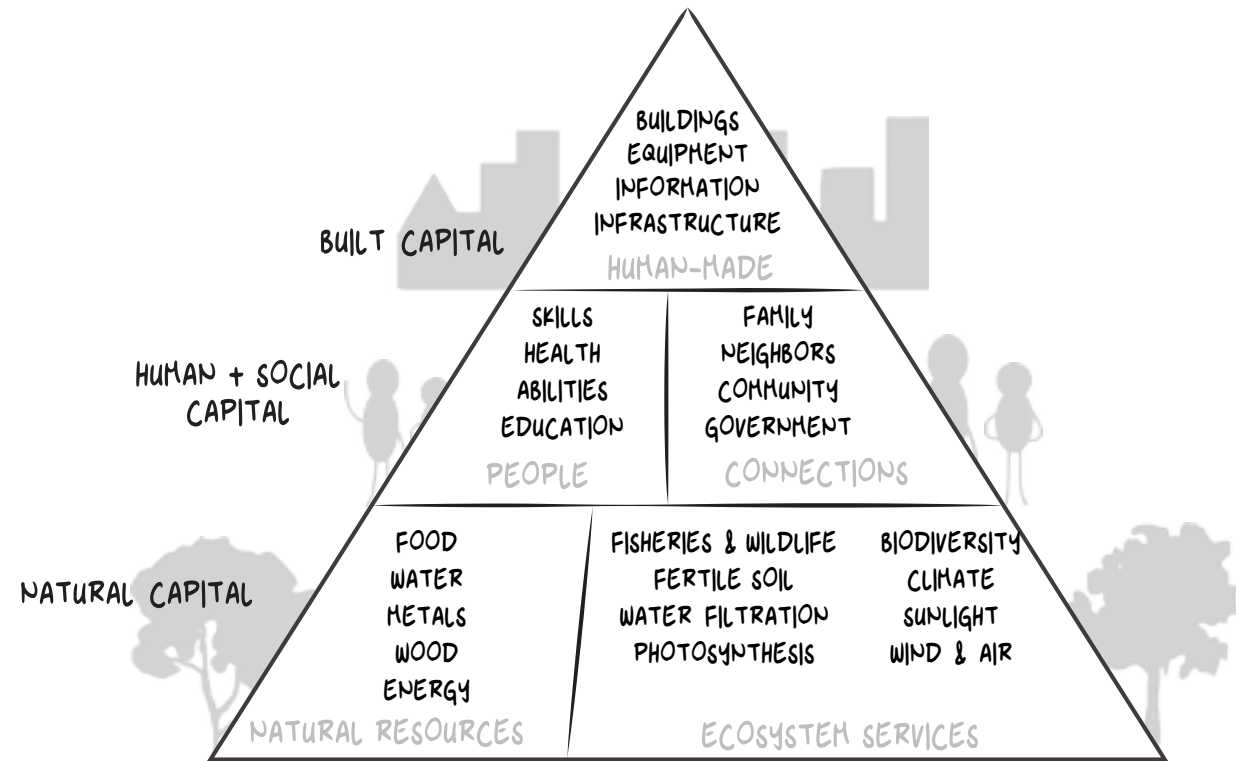 BUILDINGS
EQUIPMENT
INFORMATION
INFRASTRUCTURE
BUILT CAPITAL
HUMAN-MADE
SKILLS
HEALTH
ABILITIES
EDUCATION
PEOPLE
FAMILY
NEIGHBORS
COMMUNITY
GOVERNMENT
CONNECTIONS
HUMAN + SOCIAL
CAPITAL
NATURAL CAPITAL
FOOD
WATER
METALS
WOOD
ENERGY
NATURAL RESOURCES
FISHERIES & WILDLIFE
FERTILE SOIL
WATER FILTRATION
PHOTOSYNTHESIS
BIODIVERSITY
CLIMATE
SUNLIGHT
WIND & AIR
ECOSYSTEM SERVICES